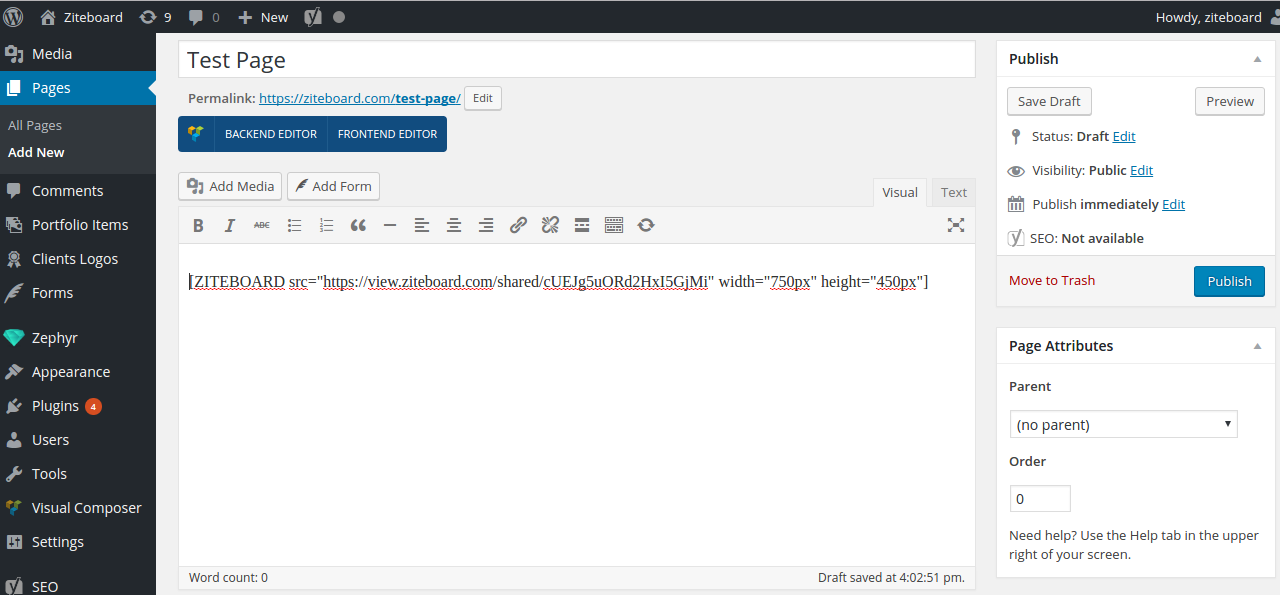 Ziteboard 9 0 New Howdy, ziteboard
Media
Pages
All Pages
Add New
Comments
Portfolio Items
Clients Logos
Forms
Zephyr
Appearance
Plugins 4
Users
Tools
Visual Composer
Settings
SEO
Test Page
Permalink: https://ziteboard.com/test-page/ Edit
BACKEND EDITOR FRONTEND EDITOR
Add Media Add Form
Visual Text
B I ABC
[ZITEBOARD src="https://view.ziteboard.com/shared/cUEJg5uORd2HxI5GjMi" width="750px" height="450px"]
Word count: 0 Draft saved at 4:02:51 pm.
Publish
Save Draft Preview
Status: Draft Edit
Visibility: Public Edit
Publish immediately Edit
SEO: Not available
Move to Trash Publish
Page Attributes
Parent
(no parent)
Order
0
Need help? Use the Help tab in the upper
right of your screen.